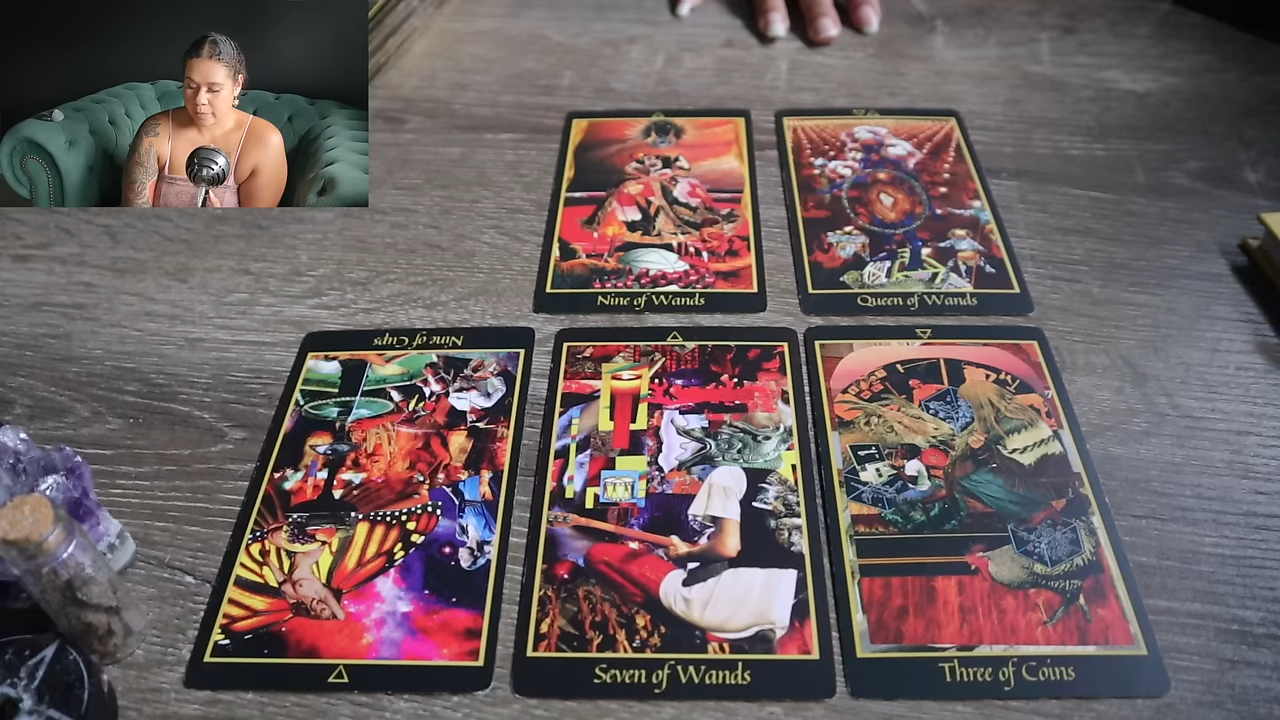 Nine of Wands
Queen of Wands
Nine of Cups
Seven of Wands
Three of Coins